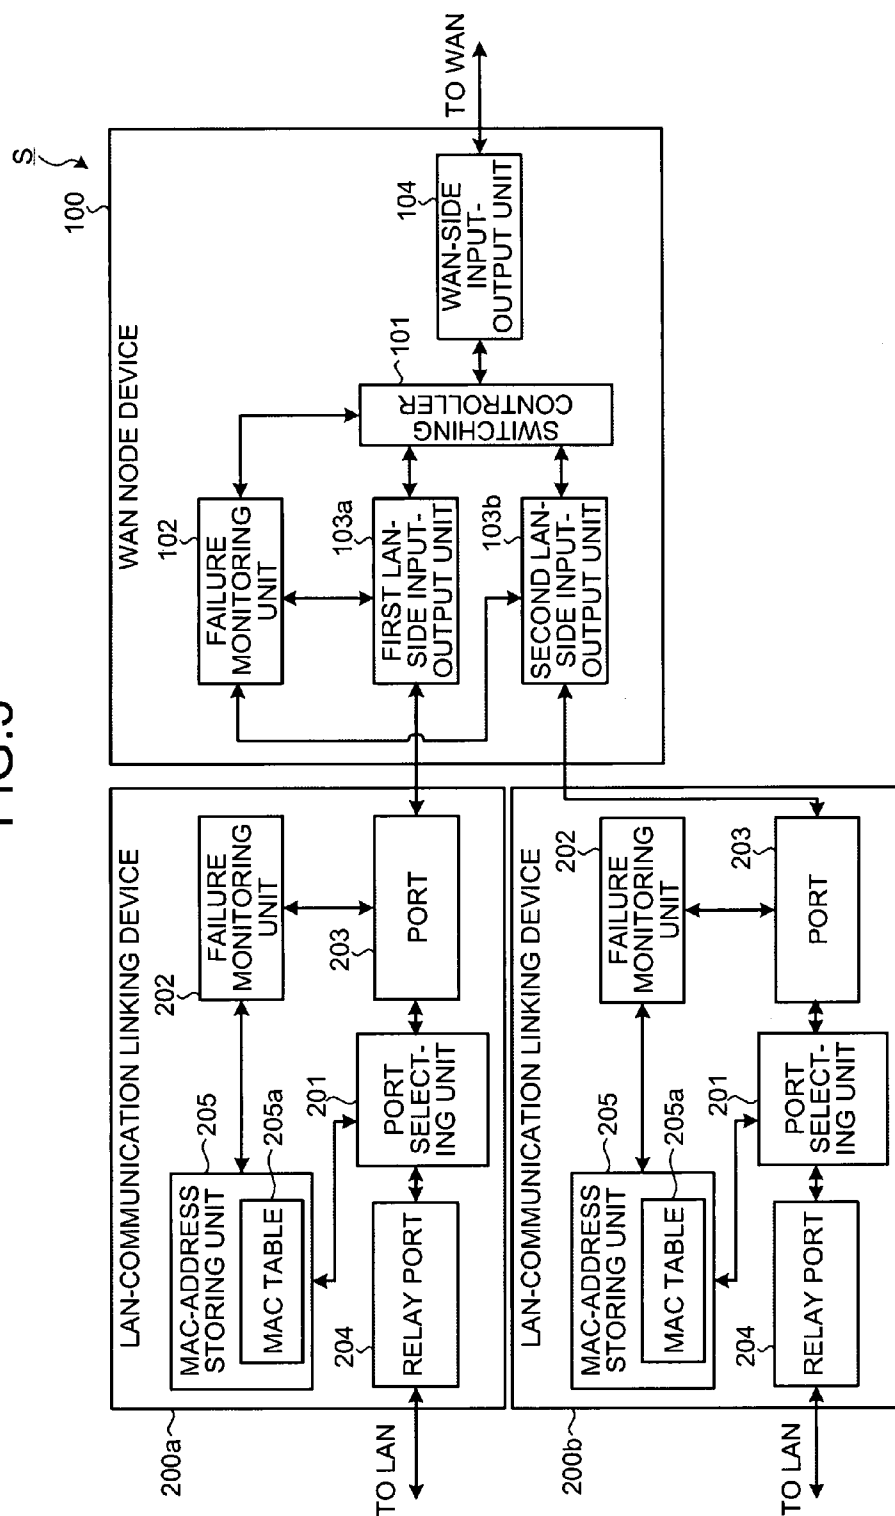 S
100
WAN NODE DEVICE
102
FAILURE
MONITORING
UNIT
101
SWITCHING
CONTROLLER
103a
FIRST LAN-
SIDE INPUT-
OUTPUT UNIT
103b
SECOND LAN-
SIDE INPUT-
OUTPUT UNIT
104
WAN-SIDE
INPUT-
OUTPUT UNIT
TO WAN
200a
LAN-COMMUNICATION LINKING DEVICE
205
MAC-ADDRESS
STORING UNIT
205a
MAC TABLE
202
FAILURE
MONITORING
UNIT
204
RELAY PORT
201
PORT
SELECT-
ING UNIT
203
PORT
TO LAN
200b
LAN-COMMUNICATION LINKING DEVICE
205
MAC-ADDRESS
STORING UNIT
205a
MAC TABLE
202
FAILURE
MONITORING
UNIT
204
RELAY PORT
201
PORT
SELECT-
ING UNIT
203
PORT
TO LAN